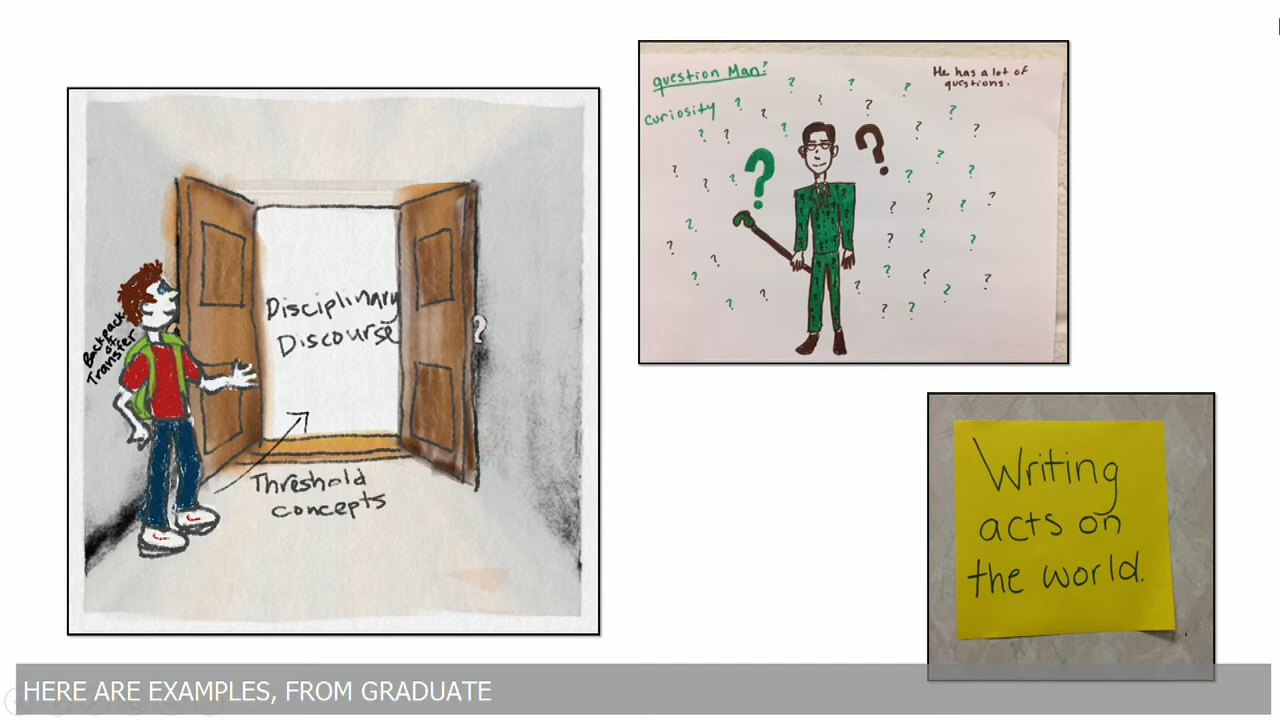 Backpack
of
Transfer
Disciplinary
Discourse
Threshold
concepts
question Man?
curiosity
He has a lot of
questions.
Writing
acts on
the world.
HERE ARE EXAMPLES, FROM GRADUATE